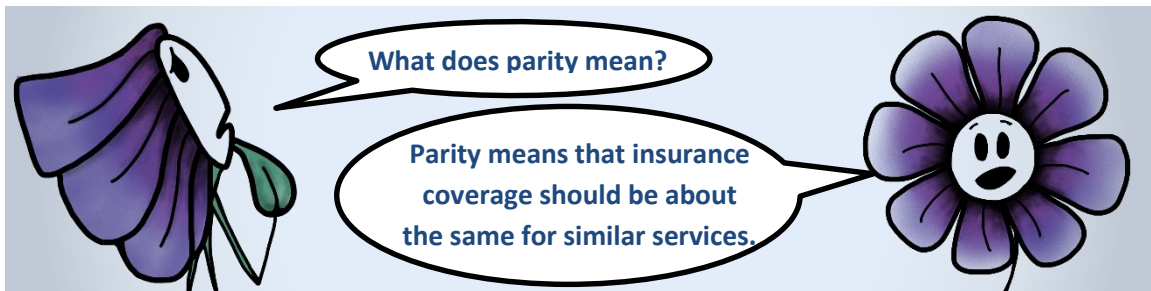 What does parity mean?
Parity means that insurance
coverage should be about
the same for similar services.